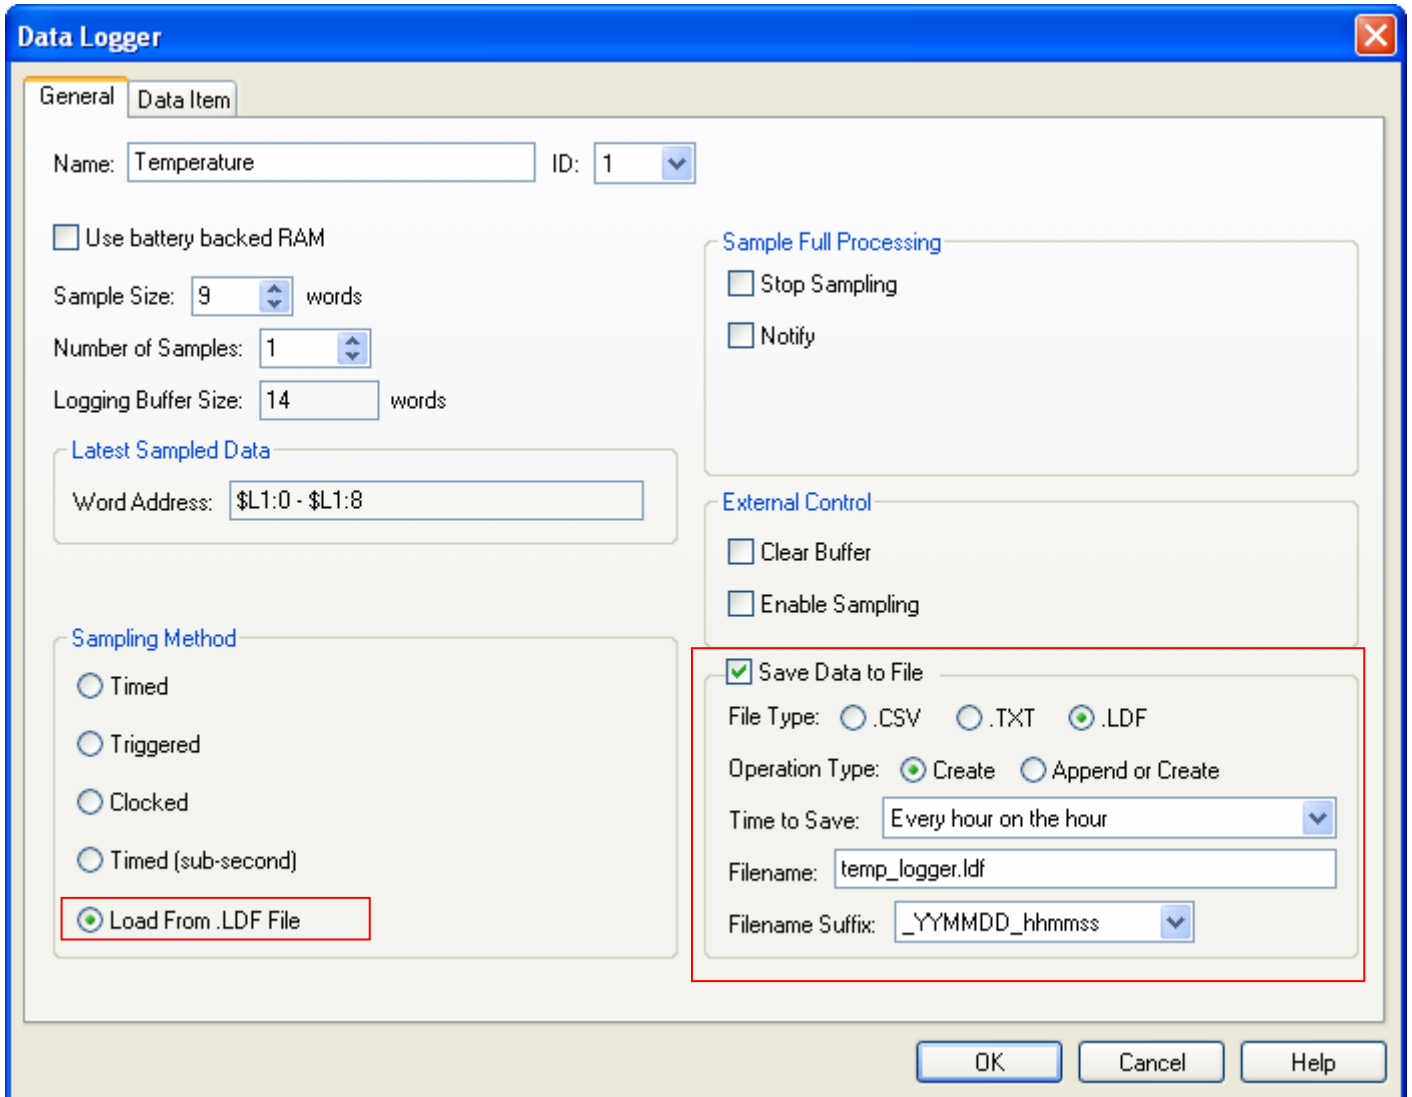 Data Logger
General
Data Item
Name: Temperature ID: 1
Use battery backed RAM
Sample Size: 9 words
Number of Samples: 1
Logging Buffer Size: 14 words
Latest Sampled Data
Word Address: $L1:0 - $L1:8
Sampling Method
Timed
Triggered
Clocked
Timed (sub-second)
Load From .LDF File
Sample Full Processing
Stop Sampling
Notify
External Control
Clear Buffer
Enable Sampling
Save Data to File
File Type: .CSV .TXT .LDF
Operation Type: Create Append or Create
Time to Save: Every hour on the hour
Filename: temp_logger.ldf
Filename Suffix: _YYMMDD_hhmmss
OK Cancel Help